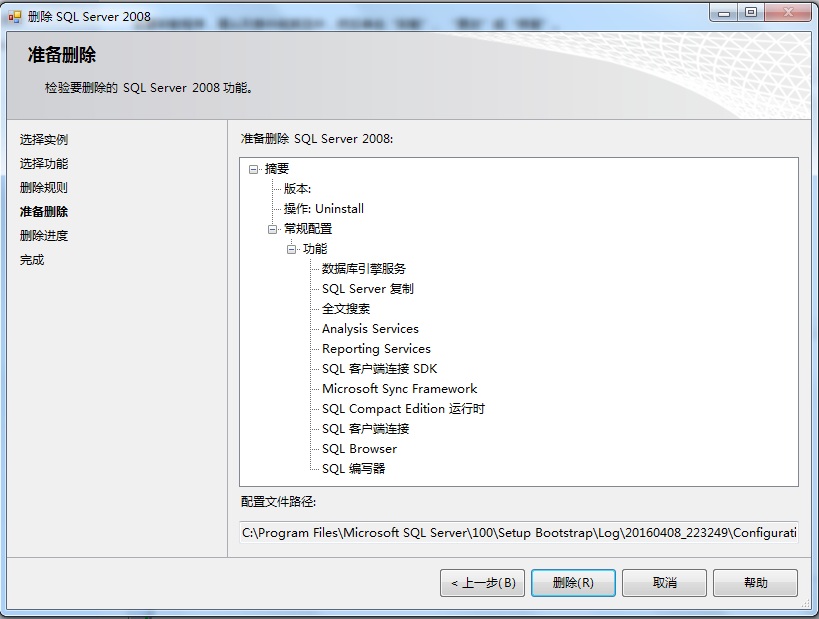 删除 SQL Server 2008
准备删除
检验要删除的 SQL Server 2008 功能。
选择实例
选择功能
删除规则
准备删除
删除进度
完成
准备删除 SQL Server 2008:
摘要
版本:
操作: Uninstall
常规配置
功能
数据库引擎服务
SQL Server 复制
全文搜索
Analysis Services
Reporting Services
SQL 客户端连接 SDK
Microsoft Sync Framework
SQL Compact Edition 运行时
SQL 客户端连接
SQL Browser
SQL 编写器
配置文件路径:
C:\Program Files\Microsoft SQL Server\100\Setup Bootstrap\Log\20160408_223249\Configurati
< 上一步(B) 删除(R) 取消 帮助